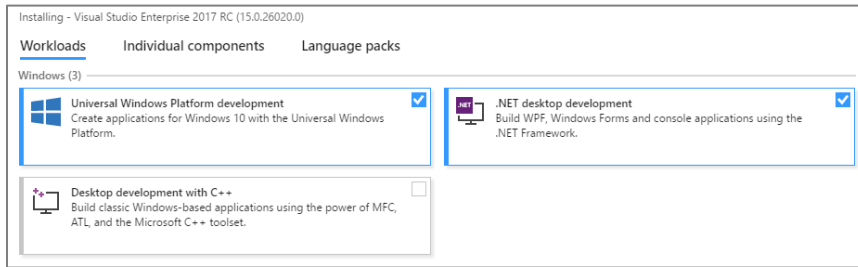 Installing - Visual Studio Enterprise 2017 RC (15.0.26020.0)
Workloads Individual components Language packs
Windows (3)
Universal Windows Platform development
Create applications for Windows 10 with the Universal Windows
Platform.
.NET
.NET desktop development
Build WPF, Windows Forms and console applications using the
.NET Framework.
Desktop development with C++
Build classic Windows-based applications using the power of MFC,
ATL, and the Microsoft C++ toolset.